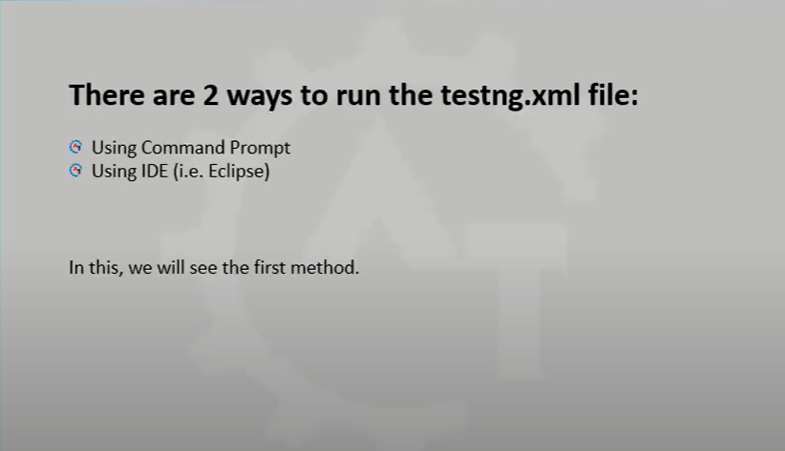 There are 2 ways to run the testng.xml file:
Using Command Prompt
Using IDE (i.e. Eclipse)
In this, we will see the first method.